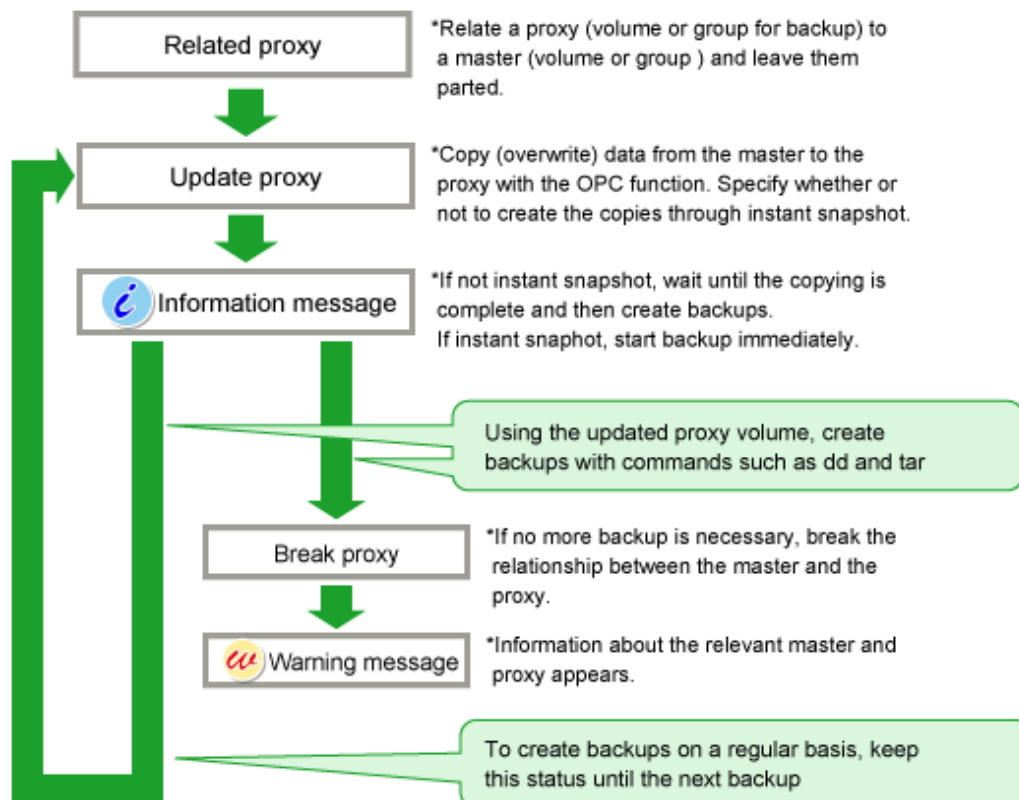 Related proxy
*Relate a proxy (volume or group for backup) to
a master (volume or group ) and leave them
parted.
Update proxy
*Copy (overwrite) data from the master to the
proxy with the OPC function. Specify whether or
not to create the copies through instant snapshot.
i Information message
*If not instant snapshot, wait until the copying is
complete and then create backups.
If instant snaphot, start backup immediately.
Using the updated proxy volume, create
backups with commands such as dd and tar
Break proxy
*If no more backup is necessary, break the
relationship between the master and the
proxy.
w Warning message
*Information about the relevant master and
proxy appears.
To create backups on a regular basis, keep
this status until the next backup